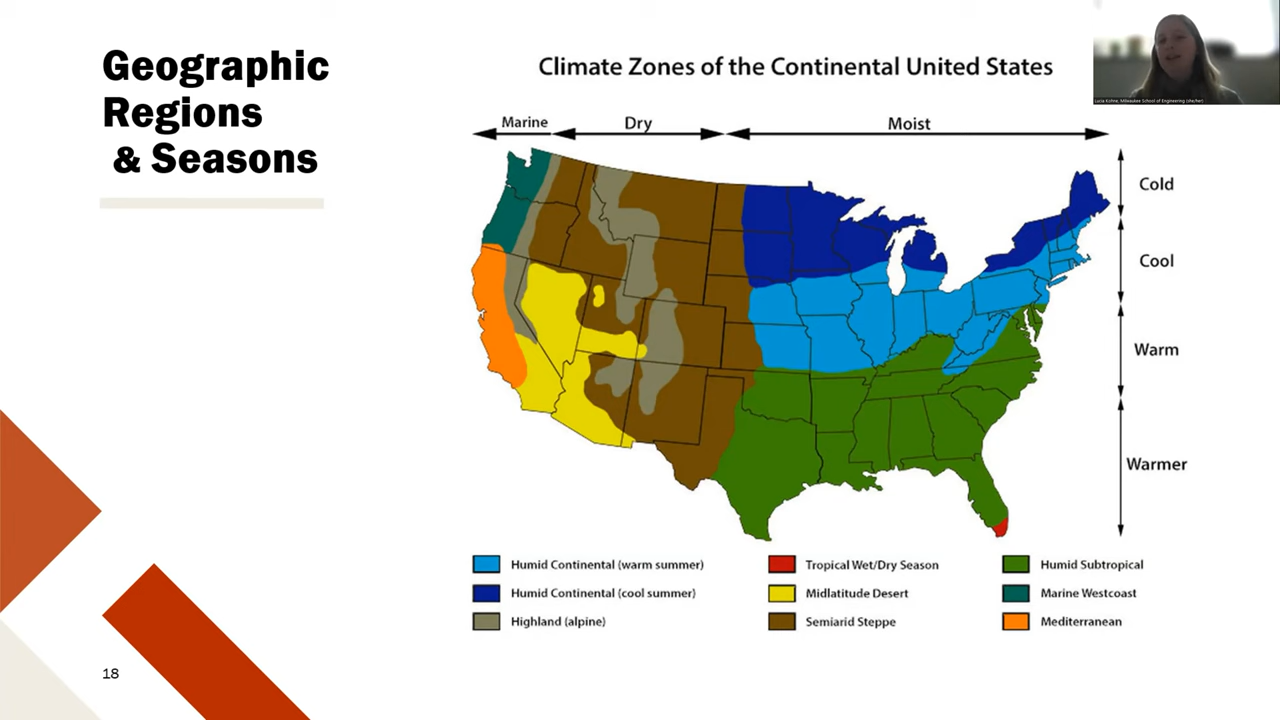 Geographic
Regions
& Seasons
Climate Zones of the Continental United States
Marine
Dry
Moist
Cold
Cool
Warm
Warmer
Humid Continental (warm summer)
Humid Continental (cool summer)
Highland (alpine)
Tropical Wet/Dry Season
Midlatitude Desert
Semiarid Steppe
Humid Subtropical
Marine Westcoast
Mediterranean
18
Lucia Kohne, Milwaukee School of Engineering (she/her)